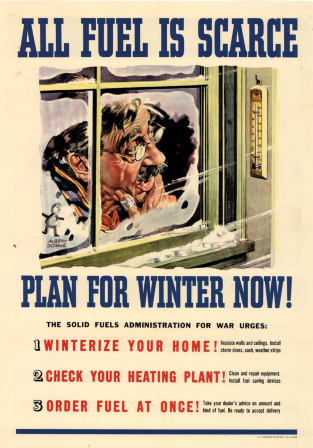 ALL FUEL IS SCARCE
ALBERT
DORNE
PLAN FOR WINTER NOW!
THE SOLID FUELS ADMINISTRATION FOR WAR URGES:
1 WINTERIZE YOUR HOME! Insulate walls and ceilings. Install
storm doors, sash, weather strips
2 CHECK YOUR HEATING PLANT! Clean and repair equipment.
Install fuel saving devices
3 ORDER FUEL AT ONCE! Take your dealer's advice on amount and
kind of fuel. Be ready to accept delivery